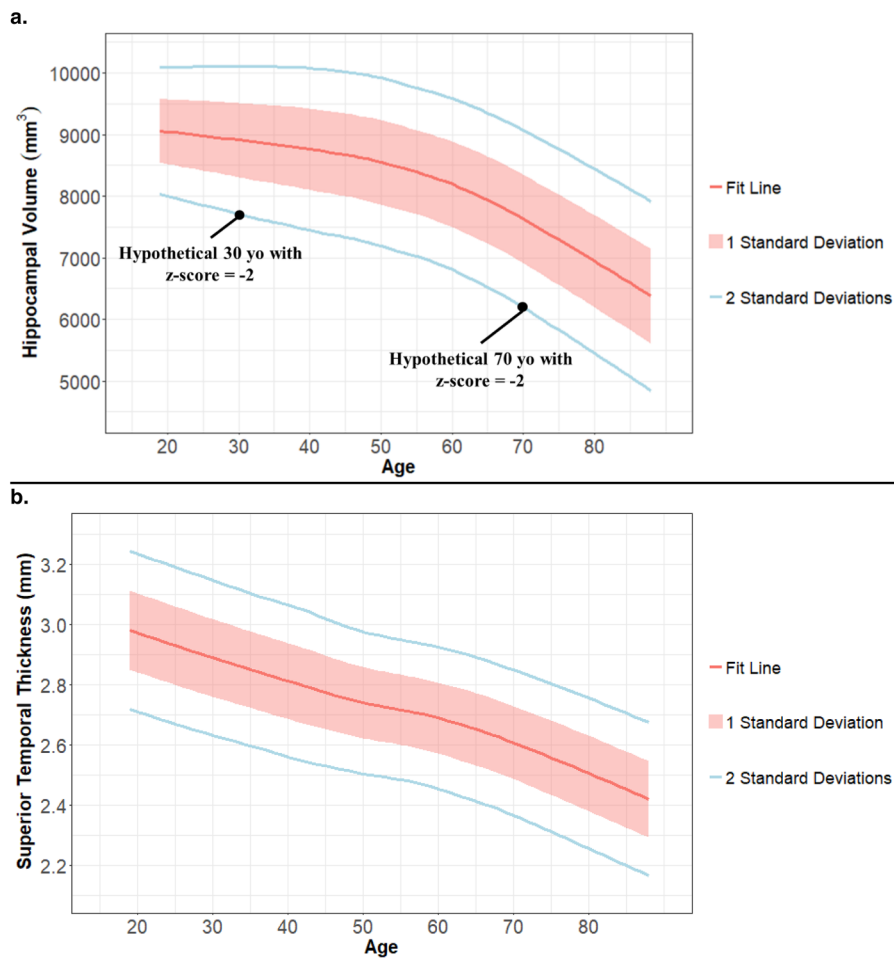 a.
Hippocampal Volume (mm³)
10000
9000
8000
7000
6000
5000
Hypothetical 30 yo with
z-score = -2
Hypothetical 70 yo with
z-score = -2
20 30 40 50 60 70 80
Age
Fit Line
1 Standard Deviation
2 Standard Deviations
b.
Superior Temporal Thickness (mm)
3.2
3.0
2.8
2.6
2.4
2.2
20 30 40 50 60 70 80
Age
Fit Line
1 Standard Deviation
2 Standard Deviations